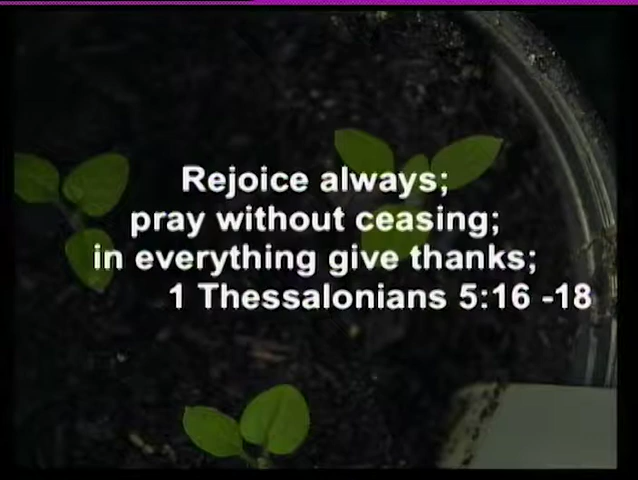 Rejoice always;
pray without ceasing;
in everything give thanks;
1 Thessalonians 5:16 -18